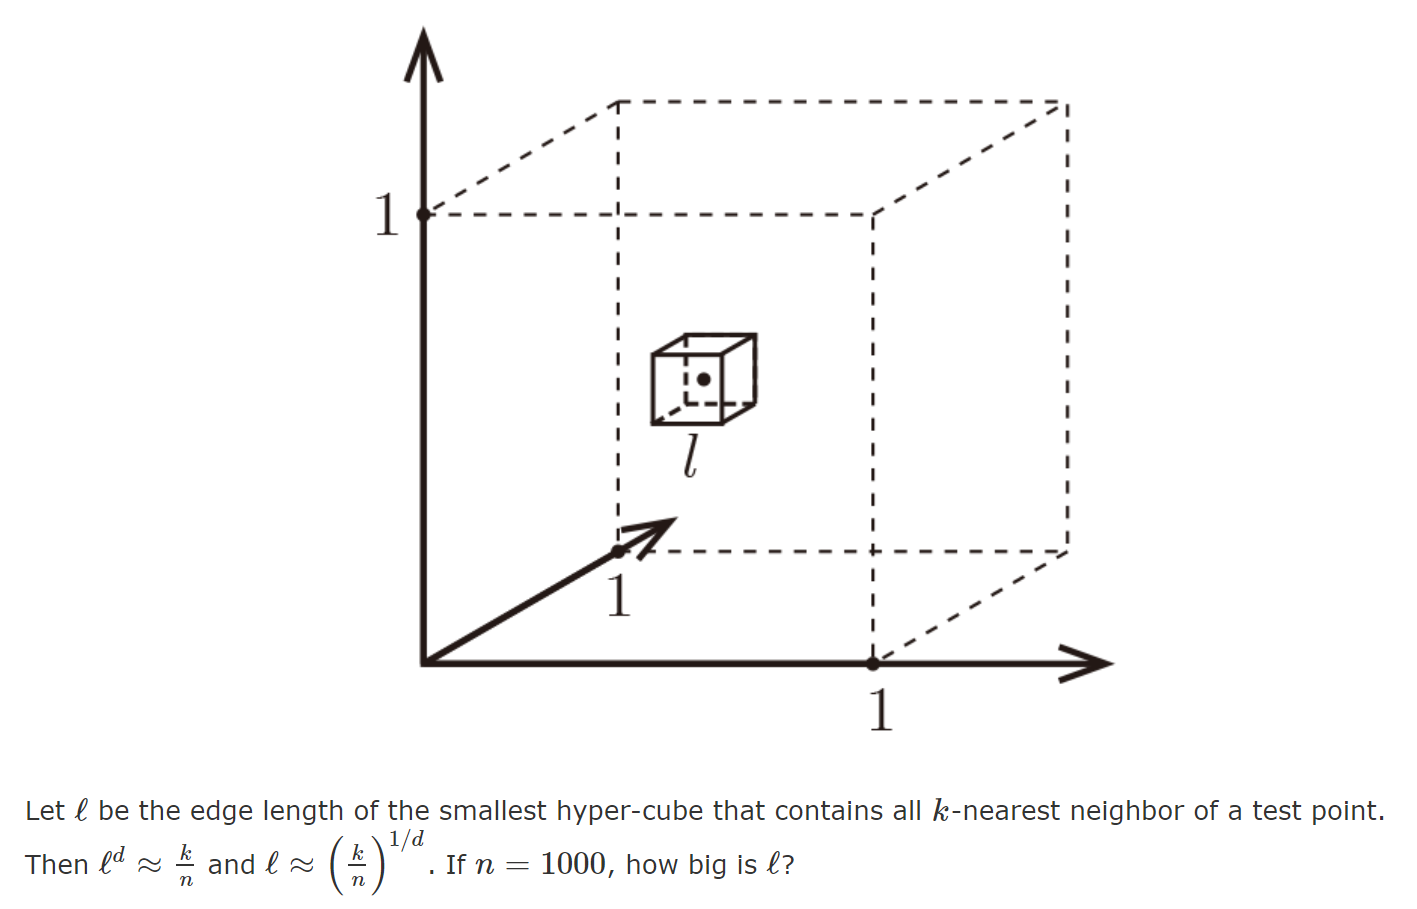 1
l
1
1
Let ℓ be the edge length of the smallest hyper-cube that contains all k-nearest neighbor of a test point.
Then ℓ^d ≈ k/n and ℓ ≈ (k/n)^{1/d}. If n = 1000, how big is ℓ?